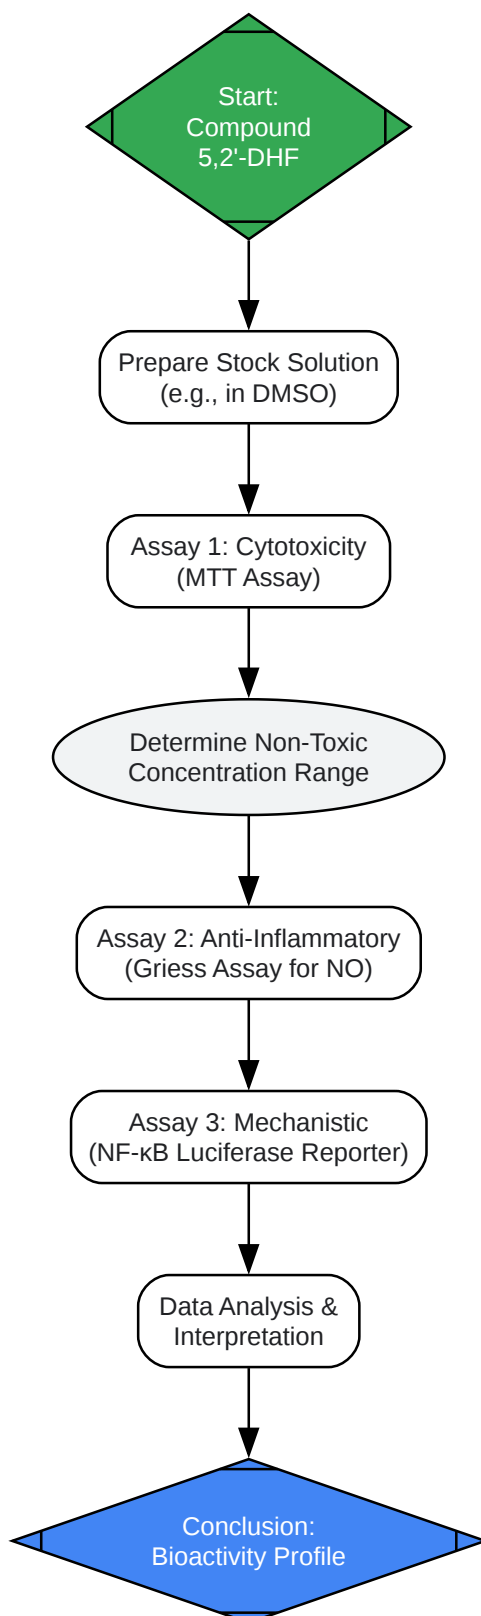 Start:
Compound
5,2'-DHF
Prepare Stock Solution
(e.g., in DMSO)
Assay 1: Cytotoxicity
(MTT Assay)
Determine Non-Toxic
Concentration Range
Assay 2: Anti-Inflammatory
(Griess Assay for NO)
Assay 3: Mechanistic
(NF-κB Luciferase Reporter)
Data Analysis &
Interpretation
Conclusion:
Bioactivity Profile